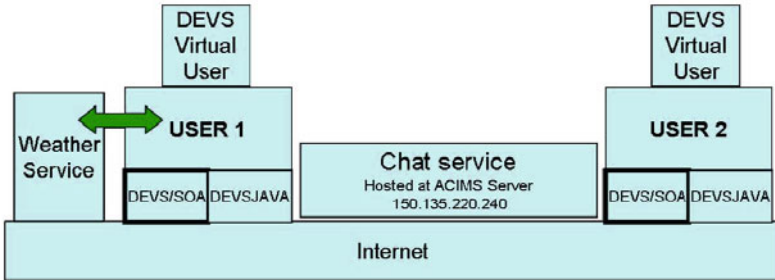 DEVS
Virtual
User
DEVS
Virtual
User
Weather
Service
USER 1
USER 2
Chat service
Hosted at ACIMS Server
150.135.220.240
DEVS/SOA
DEVSJAVA
DEVS/SOA
DEVSJAVA
Internet